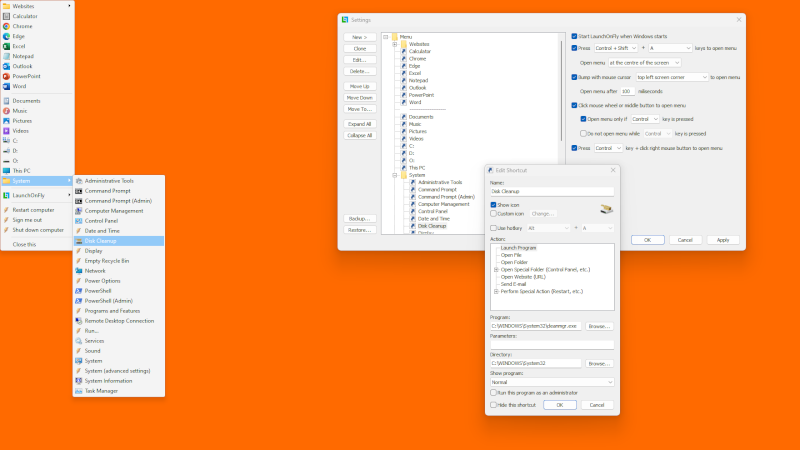 Websites
Calculator
Chrome
Edge
Excel
Notepad
Outlook
PowerPoint
Word
Documents
Music
Pictures
Videos
C:
D:
O:
This PC
System
LaunchOnFly
Restart computer
Sign me out
Shut down computer
Close this
Administrative Tools
Command Prompt
Command Prompt (Admin)
Computer Management
Control Panel
Date and Time
Disk Cleanup
Display
Empty Recycle Bin
Network
Power Options
PowerShell
PowerShell (Admin)
Programs and Features
Remote Desktop Connection
Run...
Services
Sound
System
System (advanced settings)
System Information
Task Manager
Settings
New >
Clone
Edit...
Delete...
Move Up
Move Down
Move To...
Expand All
Collapse All
Backup...
Restore...
Menu
Websites
Calculator
Chrome
Edge
Excel
Notepad
Outlook
PowerPoint
Word
Documents
Music
Pictures
Videos
C:
D:
O:
This PC
System
Administrative Tools
Command Prompt
Command Prompt (Admin)
Computer Management
Control Panel
Date and Time
Disk Cleanup
Display
Start LaunchOnFly when Windows starts
Press Control + Shift + A keys to open menu
Open menu at the centre of the screen
Bump with mouse cursor top left screen corner to open menu
Open menu after 100 miliseconds
Click mouse wheel or middle button to open menu
Open menu only if Control key is pressed
Do not open menu while Control key is pressed
Press Control key + click right mouse button to open menu
OK Cancel Apply
Edit Shortcut
Name:
Disk Cleanup
Show icon
Custom icon Change...
Use hotkey Alt + A
Action:
Launch Program
Open File
Open Folder
Open Special Folder (Control Panel, etc.)
Open Website (URL)
Send E-mail
Perform Special Action (Restart, etc.)
Program:
C:\WINDOWS\System32\cleanmgr.exe Browse...
Parameters:
Directory:
C:\WINDOWS\System32 Browse...
Show program:
Normal
Run this program as an administrator
Hide this shortcut OK Cancel